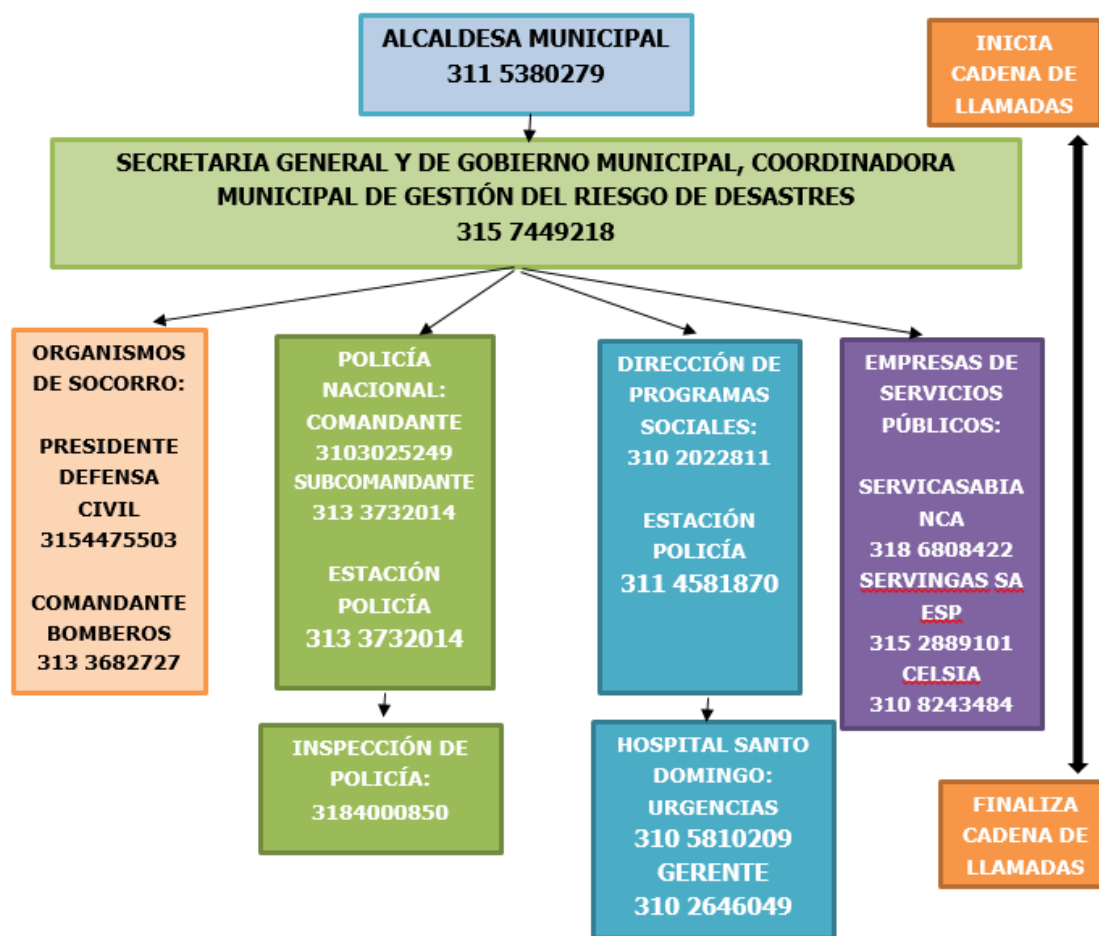 ALCALDESA MUNICIPAL
311 5380279
INICIA
CADENA DE
LLAMADAS
SECRETARIA GENERAL Y DE GOBIERNO MUNICIPAL, COORDINADORA
MUNICIPAL DE GESTIÓN DEL RIESGO DE DESASTRES
315 7449218
ORGANISMOS
DE SOCORRO:
PRESIDENTE
DEFENSA
CIVIL
3154475503
COMANDANTE
BOMBEROS
313 3682727
POLICÍA
NACIONAL:
COMANDANTE
3103025249
SUBCOMANDANTE
313 3732014
ESTACIÓN
POLICÍA
313 3732014
INSPECCIÓN DE
POLICÍA:
3184000850
DIRECCIÓN DE
PROGRAMAS
SOCIALES:
310 2022811
ESTACIÓN
POLICÍA
311 4581870
HOSPITAL SANTO
DOMINGO:
URGENCIAS
310 5810209
GERENTE
310 2646049
EMPRESAS DE
SERVICIOS
PÚBLICOS:
SERVICASABIA
NCA
318 6808422
SERVINGAS SA
ESP
315 2889101
CELSIA
310 8243484
FINALIZA
CADENA DE
LLAMADAS